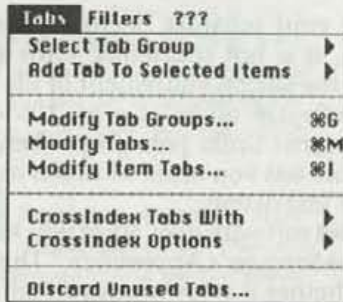 Tabs Filters ???
Select Tab Group ▶
Add Tab To Selected Items ▶
Modify Tab Groups... ⌘G
Modify Tabs... ⌘M
Modify Item Tabs... ⌘I
CrossIndex Tabs With ▶
CrossIndex Options ▶
Discard Unused Tabs...